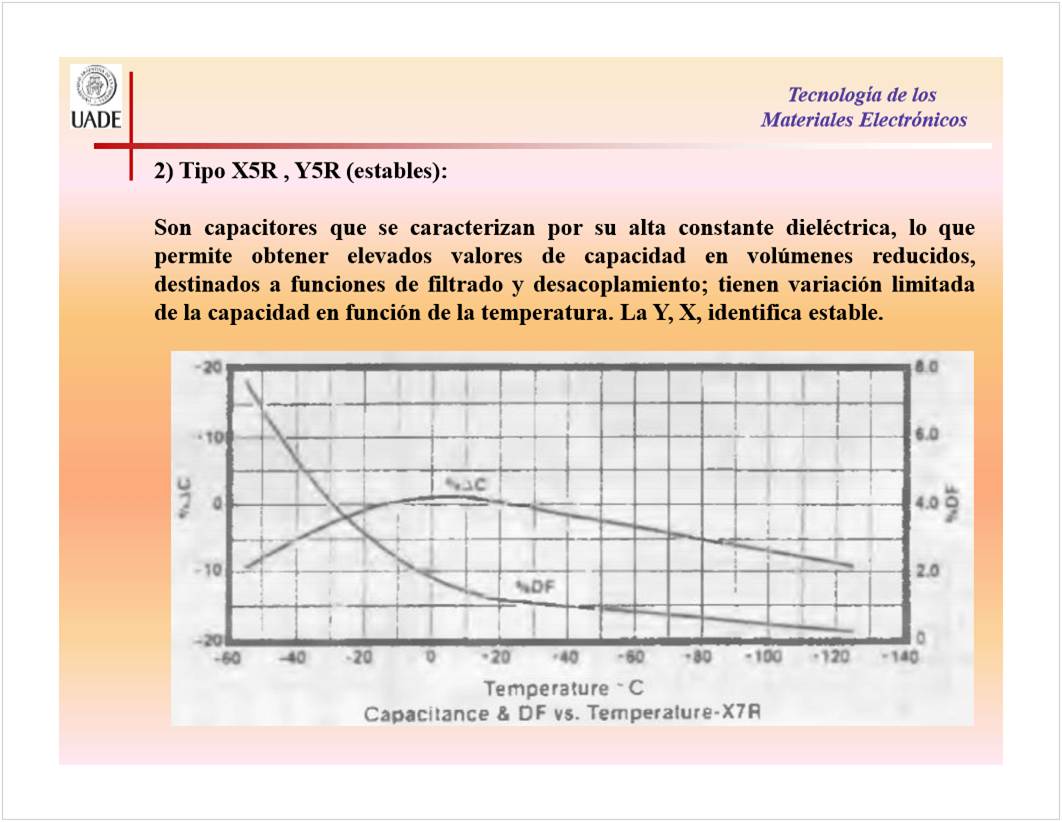 UADE
Tecnología de los
Materiales Electrónicos
2) Tipo X5R , Y5R (estables):
Son capacitores que se caracterizan por su alta constante dieléctrica, lo que
permite obtener elevados valores de capacidad en volúmenes reducidos,
destinados a funciones de filtrado y desacoplamiento; tienen variación limitada
de la capacidad en función de la temperatura. La Y, X, identifica estable.
+20 8.0
+10 6.0
%ΔC
%ΔC 0 4.0 %DF
-10 2.0
%DF
-20 0
-60 -40 -20 0 +20 +40 +60 +80 +100 +120 +140
Temperature °C
Capacitance & DF vs. Temperature-X7R